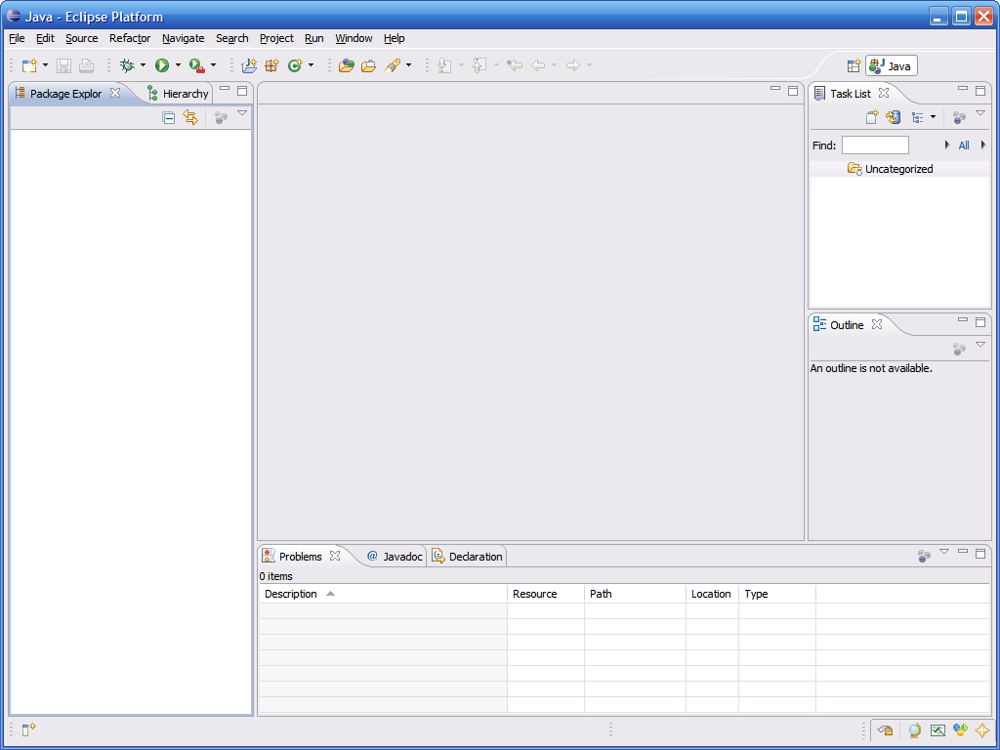 Java - Eclipse Platform
File Edit Source Refactor Navigate Search Project Run Window Help
Java
Package Explor Hierarchy
Task List
Find: All
Uncategorized
Outline
An outline is not available.
Problems @ Javadoc Declaration
0 items
Description Resource Path Location Type